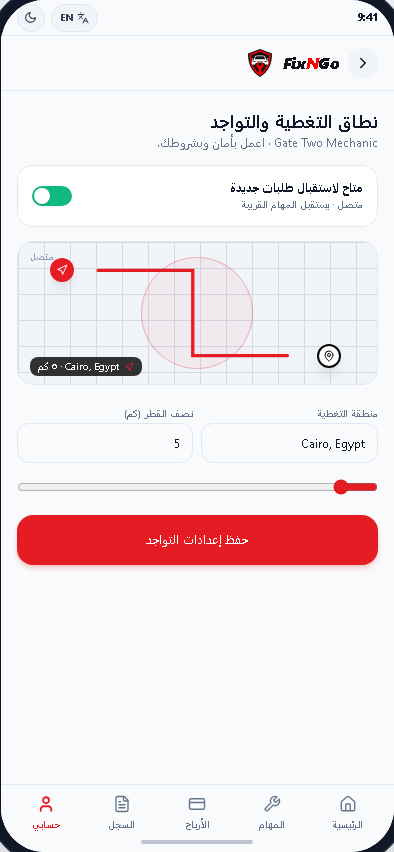 9:41
EN
FixNGo
نطاق التغطية والتواجد
Gate Two Mechanic · اعمل بأمان وبشروطك.
متاح لاستقبال طلبات جديدة
متصل · يستقبل المهام القريبة
متصل
Cairo, Egypt · ٥ كم
منطقة التغطية
نصف القطر (كم)
Cairo, Egypt
5
حفظ إعدادات التواجد
الرئيسية
المهام
الأرباح
السجل
حسابي